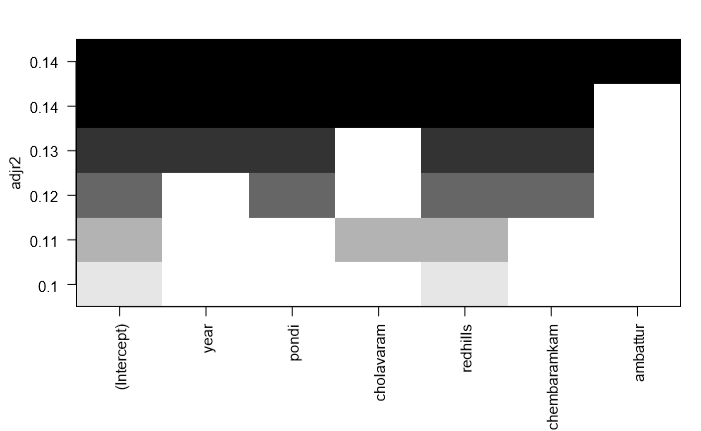 0.14
0.14
0.13
0.12
0.11
0.1
adjr2
(Intercept)
year
pondi
cholavaram
redhills
chembaramkam
ambattur